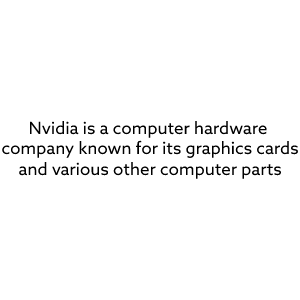 Nvidia is a computer hardware
company known for its graphics cards
and various other computer parts